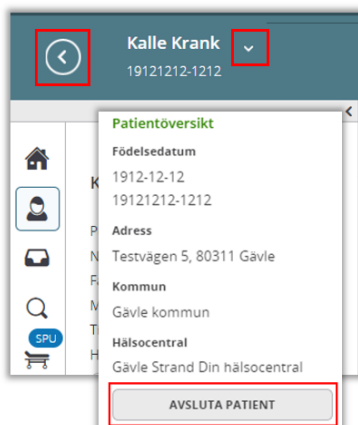 Kalle Krank
19121212-1212
Patientöversikt
Födelsedatum
1912-12-12
19121212-1212
Adress
Testvägen 5, 80311 Gävle
Kommun
Gävle kommun
Hälsocentral
Gävle Strand Din hälsocentral
AVSLUTA PATIENT
SPU